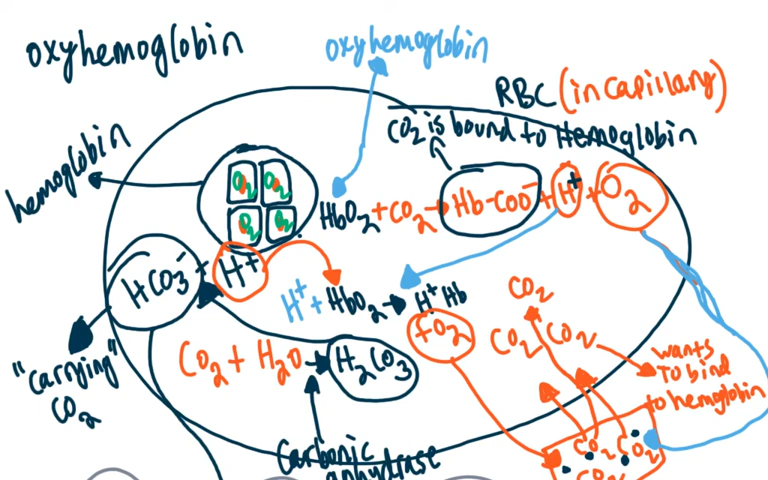 oxyhemoglobin
oxyhemoglobin
RBC (in capillary)
CO₂ is bound to Hemoglobin
hemoglobin
O₂ O₂
O₂ O₂
HbO₂ + CO₂ → Hb-COO⁻ + H⁺ + O₂
HCO₃⁻ + H⁺
H⁺ + HbO₂ → H⁺Hb
+O₂
CO₂
CO₂ CO₂
CO₂ + H₂O → H₂CO₃
wants
to bind
to hemoglobin
"carrying"
CO₂
Carbonic
anhydrase
CO₂ CO₂